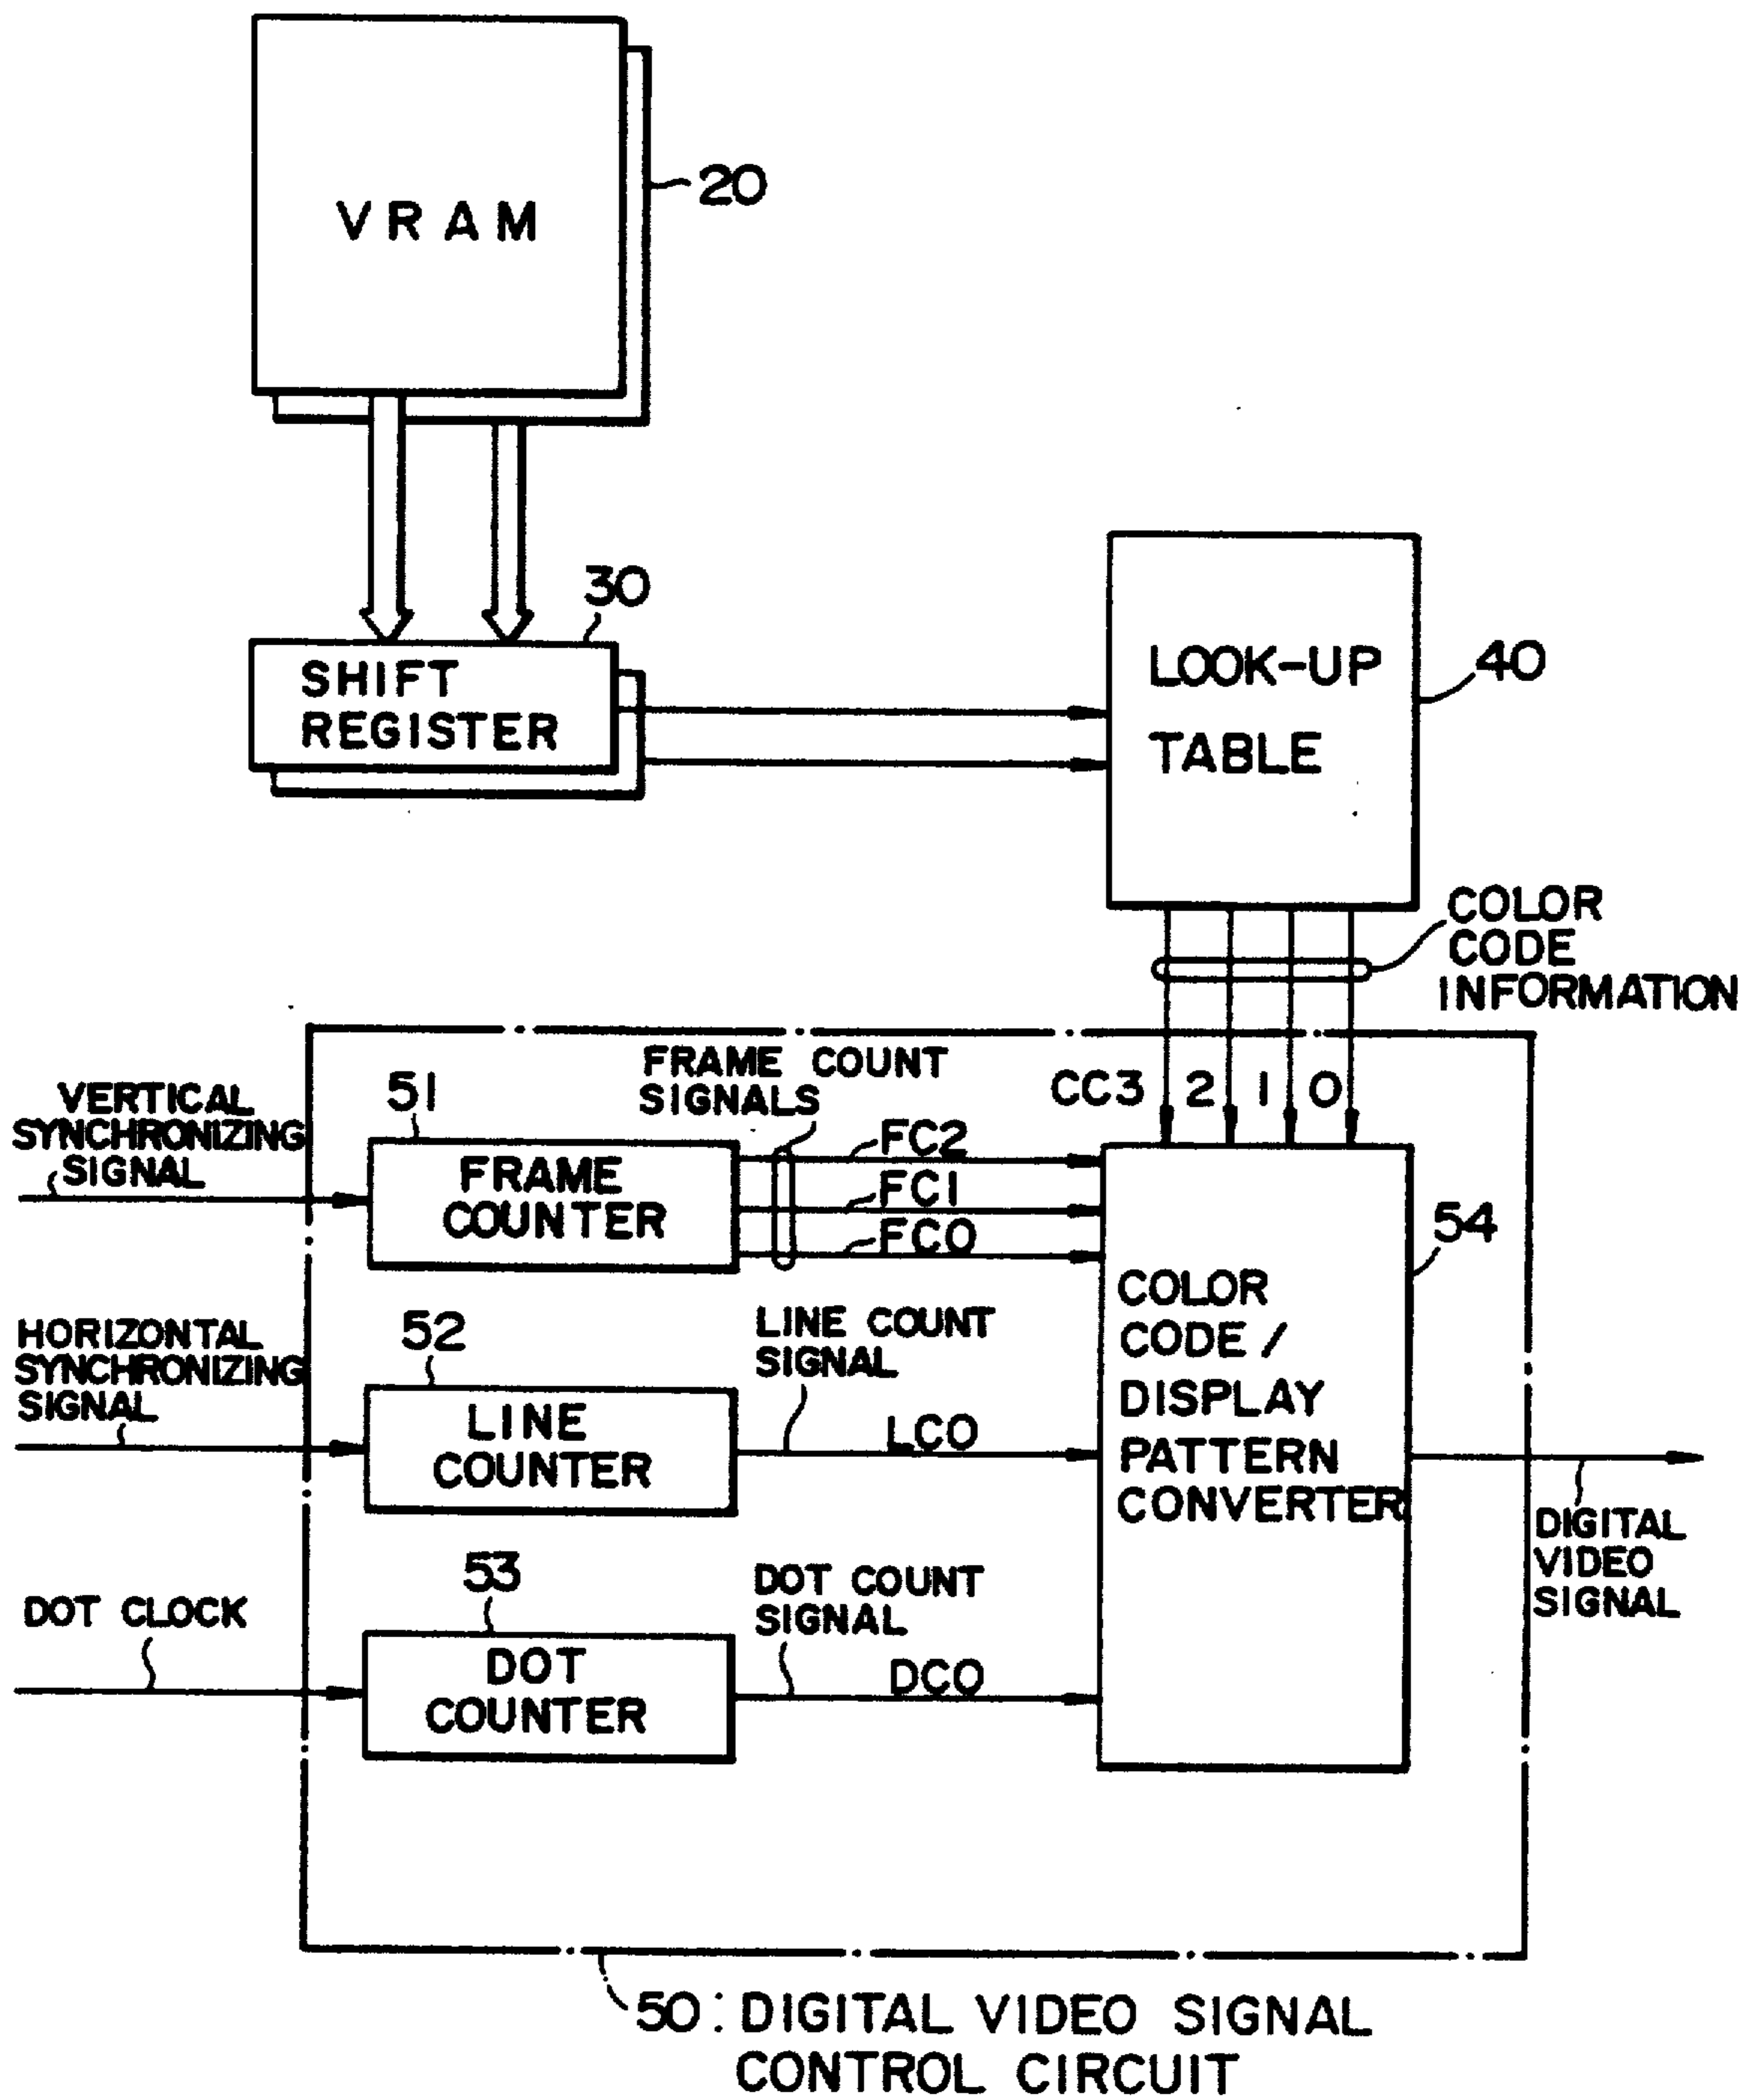 VRAM
20
30
SHIFT
REGISTER
LOOK-UP
TABLE
40
COLOR
CODE
INFORMATION
CC3 2 1 0
FRAME COUNT
SIGNALS
VERTICAL
SYNCHRONIZING
SIGNAL
51
FRAME
COUNTER
FC2
FC1
FC0
54
COLOR
CODE /
DISPLAY
PATTERN
CONVERTER
HORIZONTAL
SYNCHRONIZING
SIGNAL
52
LINE
COUNTER
LINE COUNT
SIGNAL
LC0
DIGITAL
VIDEO
SIGNAL
DOT CLOCK
53
DOT
COUNTER
DOT COUNT
SIGNAL
DC0
50: DIGITAL VIDEO SIGNAL
CONTROL CIRCUIT